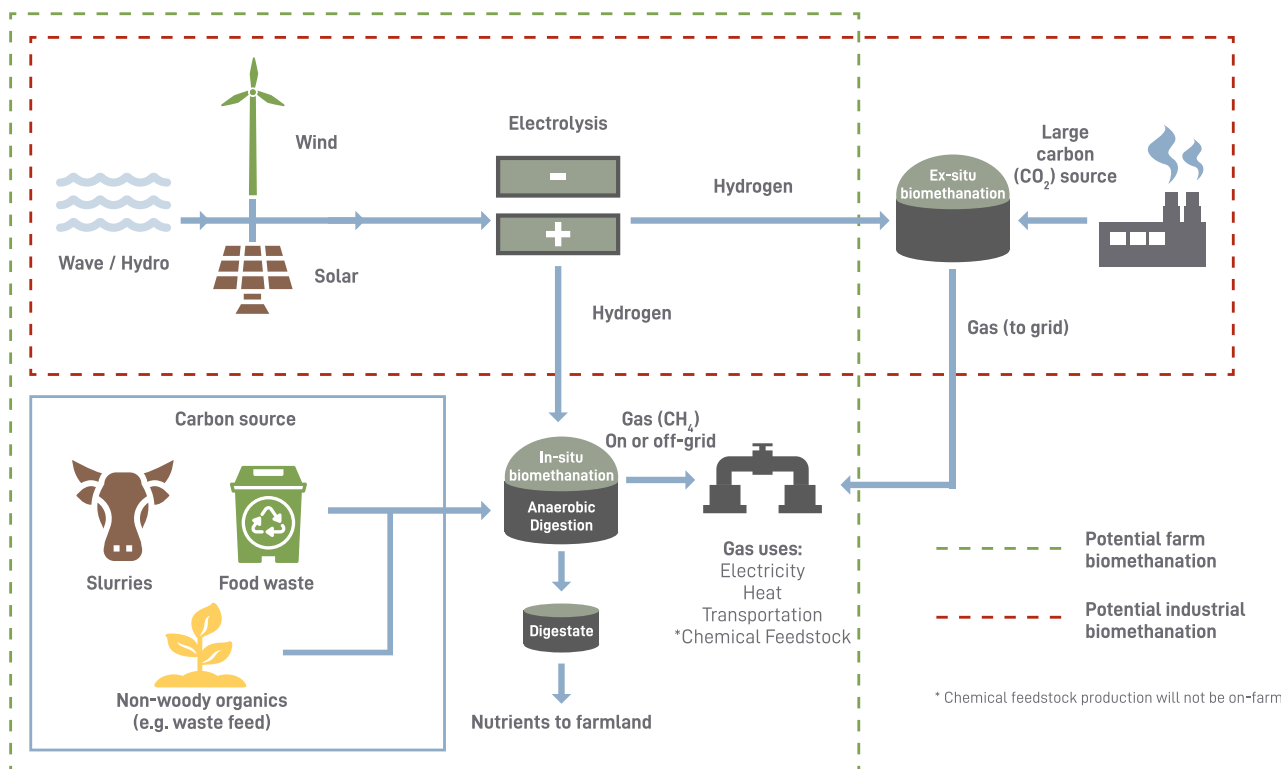 Electrolysis
Wind
Large
carbon
(CO₂) source
-
+
Hydrogen
Ex-situ
biomethanation
Wave / Hydro
Solar
Hydrogen
Gas (to grid)
Carbon source
Gas (CH₄)
On or off-grid
In-situ
biomethanation
Anaerobic
Digestion
Slurries
Food waste
Gas uses:
Electricity
Heat
Transportation
*Chemical Feedstock
Digestate
Non-woody organics
(e.g. waste feed)
Nutrients to farmland
Potential farm
biomethanation
Potential industrial
biomethanation
* Chemical feedstock production will not be on-farm